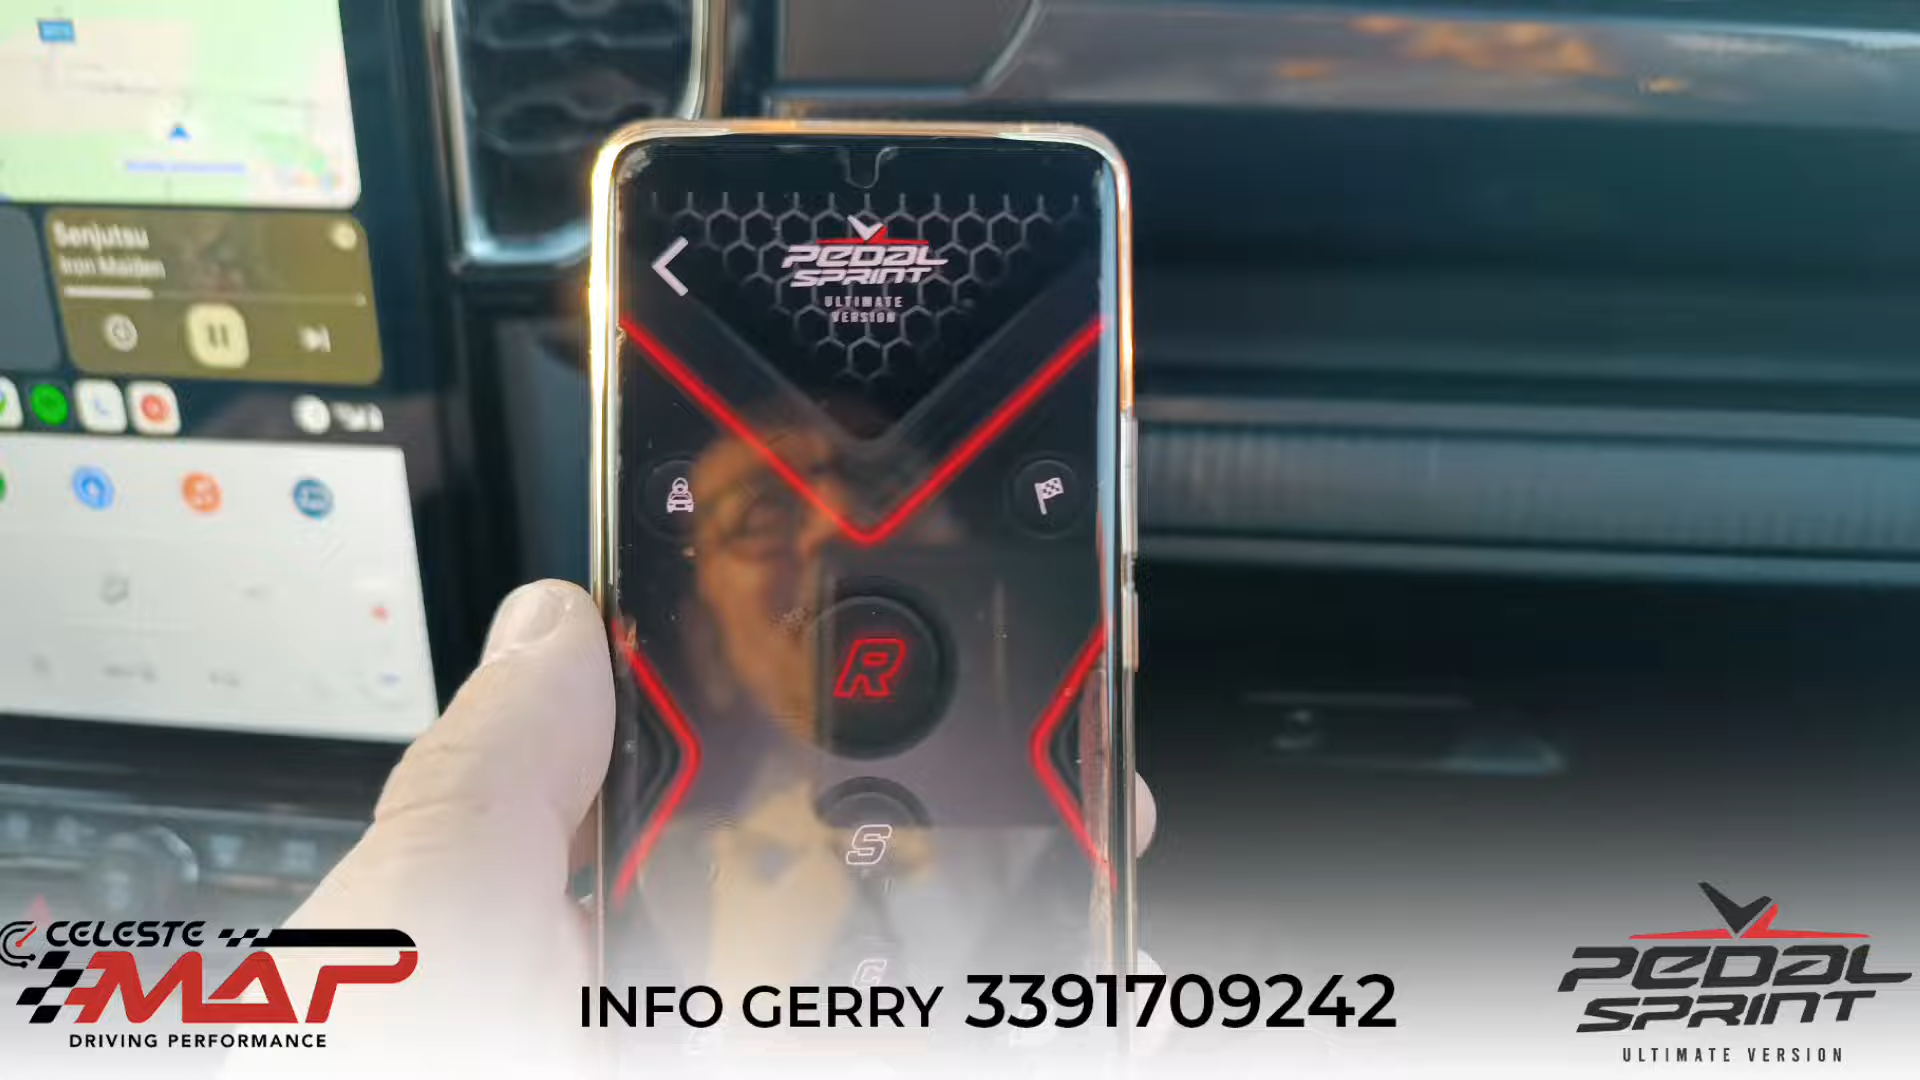 Senjutsu
Iron Maiden
PEDAL
SPRINT
ULTIMATE
VERSION
R
S
CELESTE
MAP
DRIVING PERFORMANCE
INFO GERRY 3391709242
PEDAL
SPRINT
ULTIMATE VERSION